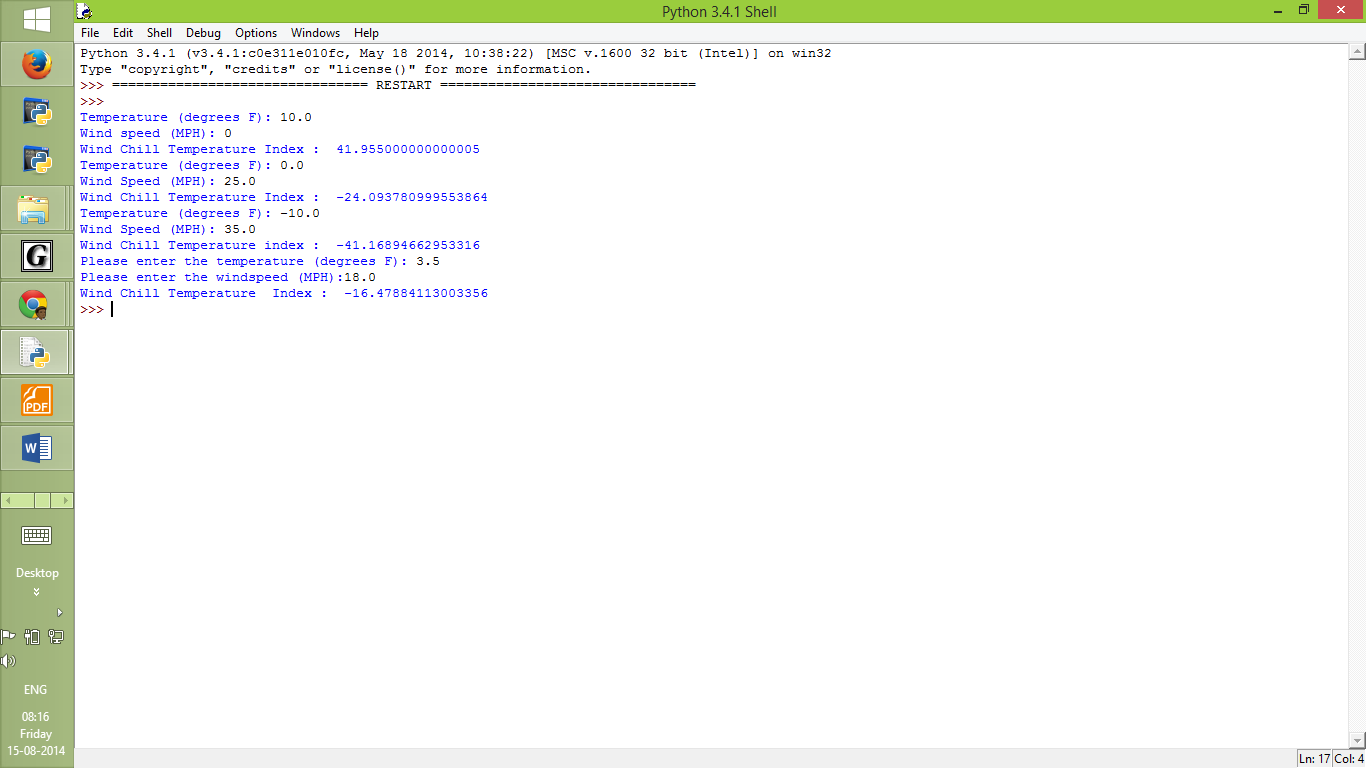 Python 3.4.1 Shell
File Edit Shell Debug Options Windows Help
Python 3.4.1 (v3.4.1:c0e311e010fc, May 18 2014, 10:38:22) [MSC v.1600 32 bit (Intel)] on win32
Type "copyright", "credits" or "license()" for more information.
>>> ================================ RESTART ================================
>>>
Temperature (degrees F): 10.0
Wind speed (MPH): 0
Wind Chill Temperature Index :  41.955000000000005
Temperature (degrees F): 0.0
Wind Speed (MPH): 25.0
Wind Chill Temperature Index :  -24.093780999553864
Temperature (degrees F): -10.0
Wind Speed (MPH): 35.0
Wind Chill Temperature index :  -41.16894662953316
Please enter the temperature (degrees F): 3.5
Please enter the windspeed (MPH):18.0
Wind Chill Temperature  Index :  -16.47884113003356
>>>
G
PDF
W
Desktop
ENG
08:16
Friday
15-08-2014
Ln: 17 Col: 4